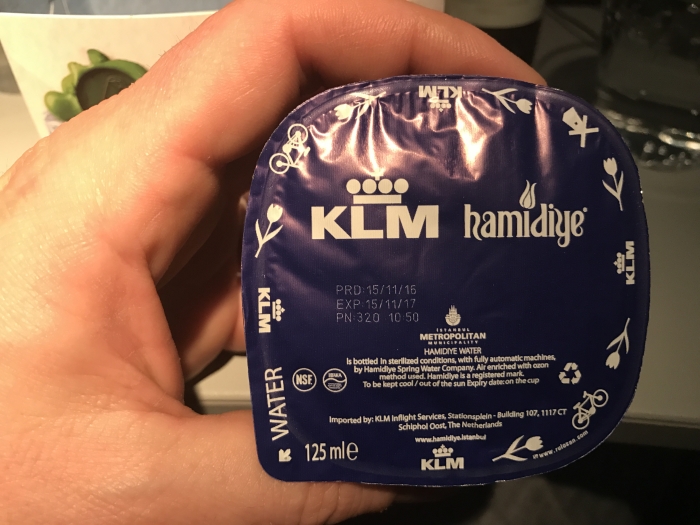 KLM
KLM
hamidiye
KLM
KLM
PRD:15/11/16
EXP:15/11/17
PN:320 10:50
ISTANBUL
METROPOLITAN
MUNICIPALITY
HAMIDIYE WATER
is bottled in sterilized conditions, with fully automatic machines,
by Hamidiye Spring Water Company. Air enriched with ozon
method used. Hamidiye is a registered mark.
To be kept cool / out of the sun Expiry date: on the cup
NSF
WATER
Imported by: KLM Inflight Services, Stationsplein - Building 107, 1117 CT
Schiphol Oost, The Netherlands
www.hamidiye.istanbul
125 ml e
KLM